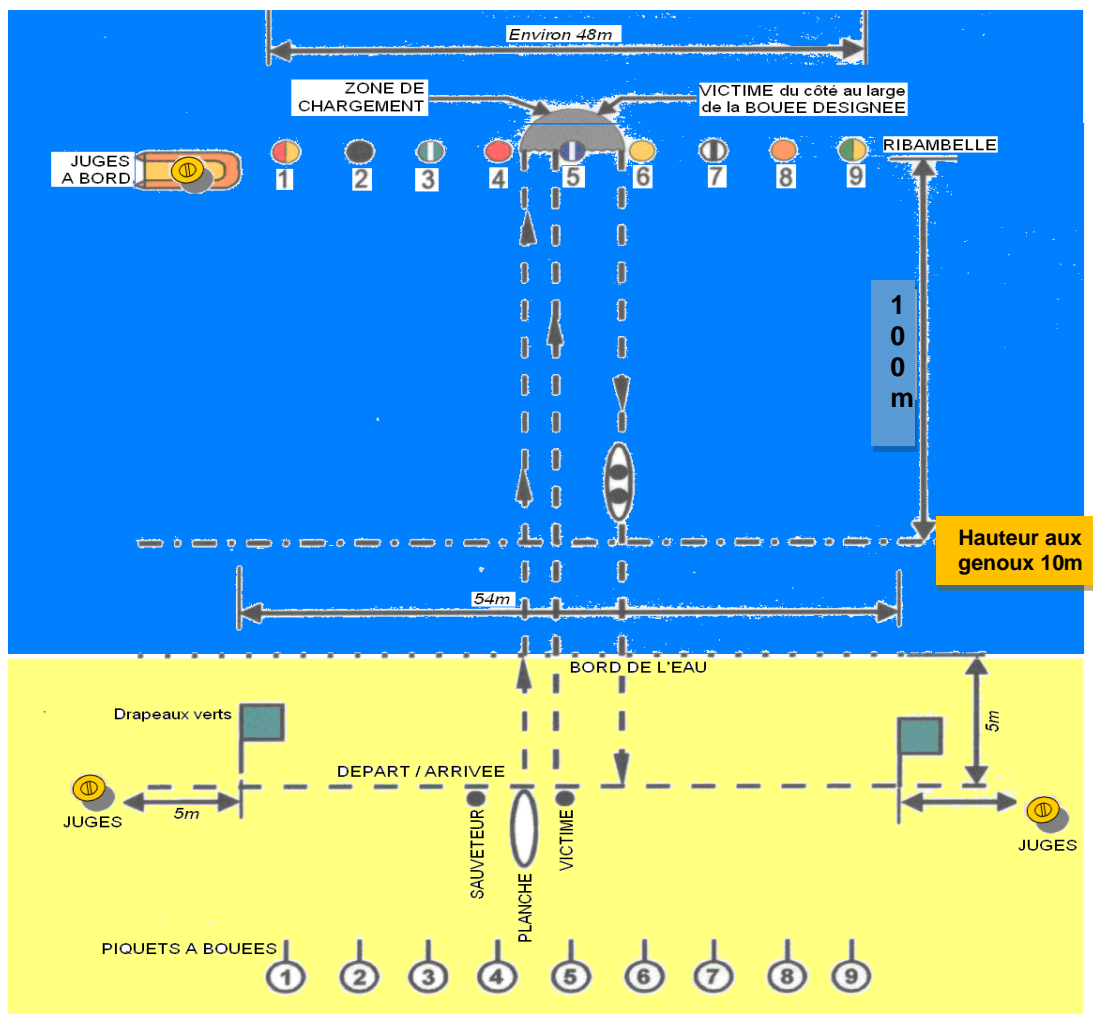 Environ 48m
ZONE DE
CHARGEMENT
VICTIME du côté au large
de la BOUEE DESIGNEE
JUGES
A BORD
RIBAMBELLE
1 2 3 4 5 6 7 8 9
1
0
0
m
Hauteur aux
genoux 10m
54m
BORD DE L'EAU
Drapeaux verts
5m
DEPART / ARRIVEE
5m
JUGES
SAUVETEUR
PLANCHE
VICTIME
JUGES
PIQUETS A BOUEES
1 2 3 4 5 6 7 8 9